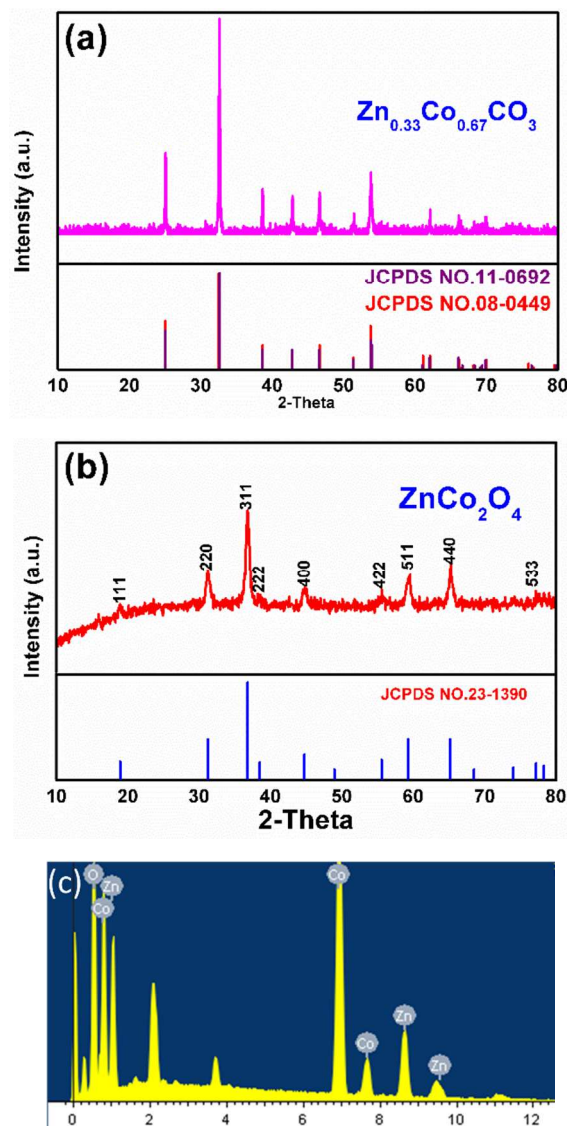 (a)
Zn0.33Co0.67CO3
Intensity (a.u.)
JCPDS NO.11-0692
JCPDS NO.08-0449
10 20 30 40 50 60 70 80
2-Theta
(b)
ZnCo2O4
Intensity (a.u.)
111 220 311 222 400 422 511 440 533
JCPDS NO.23-1390
10 20 30 40 50 60 70 80
2-Theta
(c)
O Zn Co
Co
Co Zn Zn
0 2 4 6 8 10 12